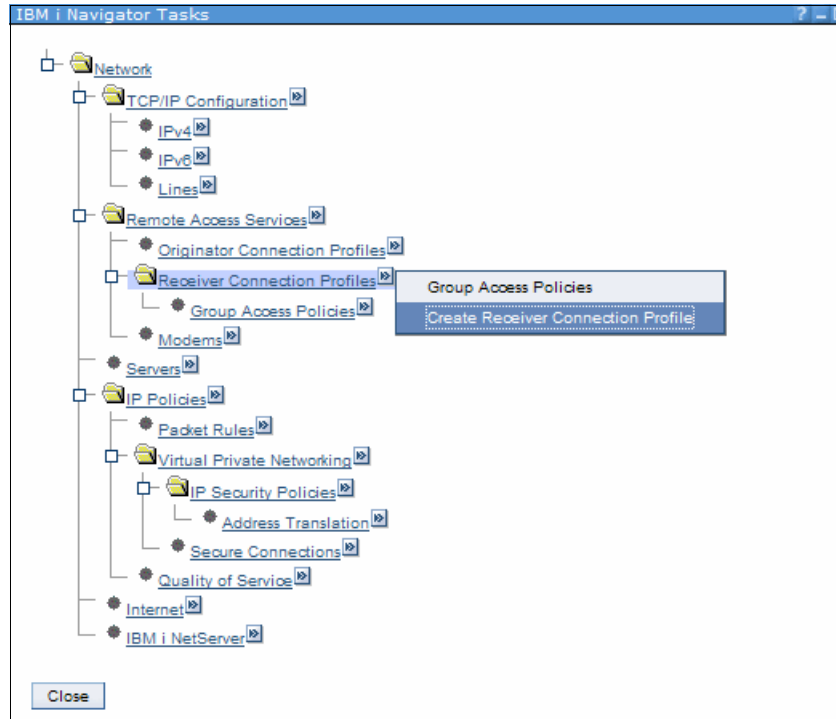 IBM i Navigator Tasks
?
Network
TCP/IP Configuration
IPv4
IPv6
Lines
Remote Access Services
Originator Connection Profiles
Receiver Connection Profiles
Group Access Policies
Create Receiver Connection Profile
Group Access Policies
Modems
Servers
IP Policies
Packet Rules
Virtual Private Networking
IP Security Policies
Address Translation
Secure Connections
Quality of Service
Internet
IBM i NetServer
Close